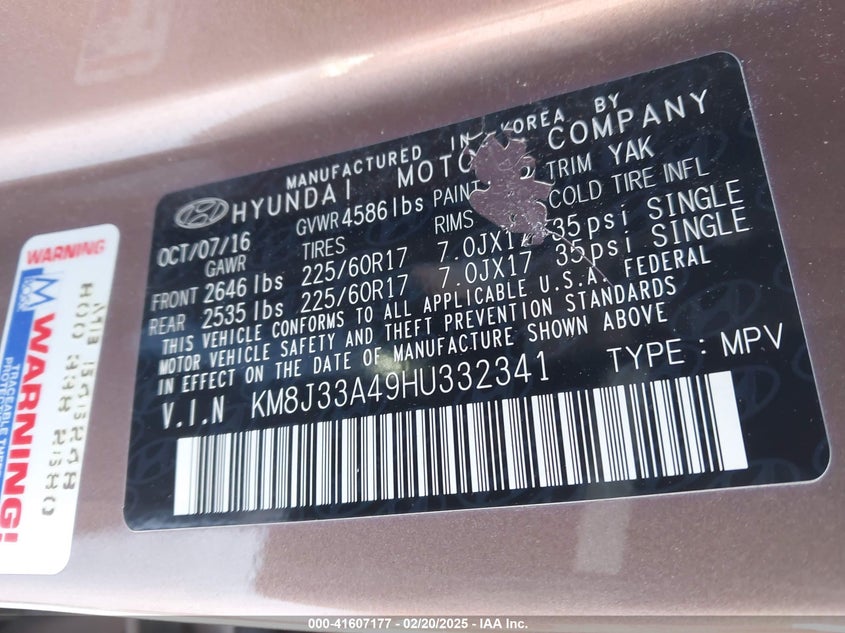 MANUFACTURED IN KOREA BY
HYUNDAI MOTOR COMPANY
OCT/07/16 GVWR 4586 lbs PAINT TRIM YAK
GAWR TIRES RIMS COLD TIRE INFL
FRONT 2646 lbs 225/60R17 7.0JX17 35psi SINGLE
REAR 2535 lbs 225/60R17 7.0JX17 35psi SINGLE
THIS VEHICLE CONFORMS TO ALL APPLICABLE U.S.A. FEDERAL
MOTOR VEHICLE SAFETY AND THEFT PREVENTION STANDARDS
IN EFFECT ON THE DATE OF MANUFACTURE SHOWN ABOVE
V.I.N KM8J33A49HU332341 TYPE : MPV
WARNING
WARNING!
000-41607177 — 02/20/2025 — IAA Inc.